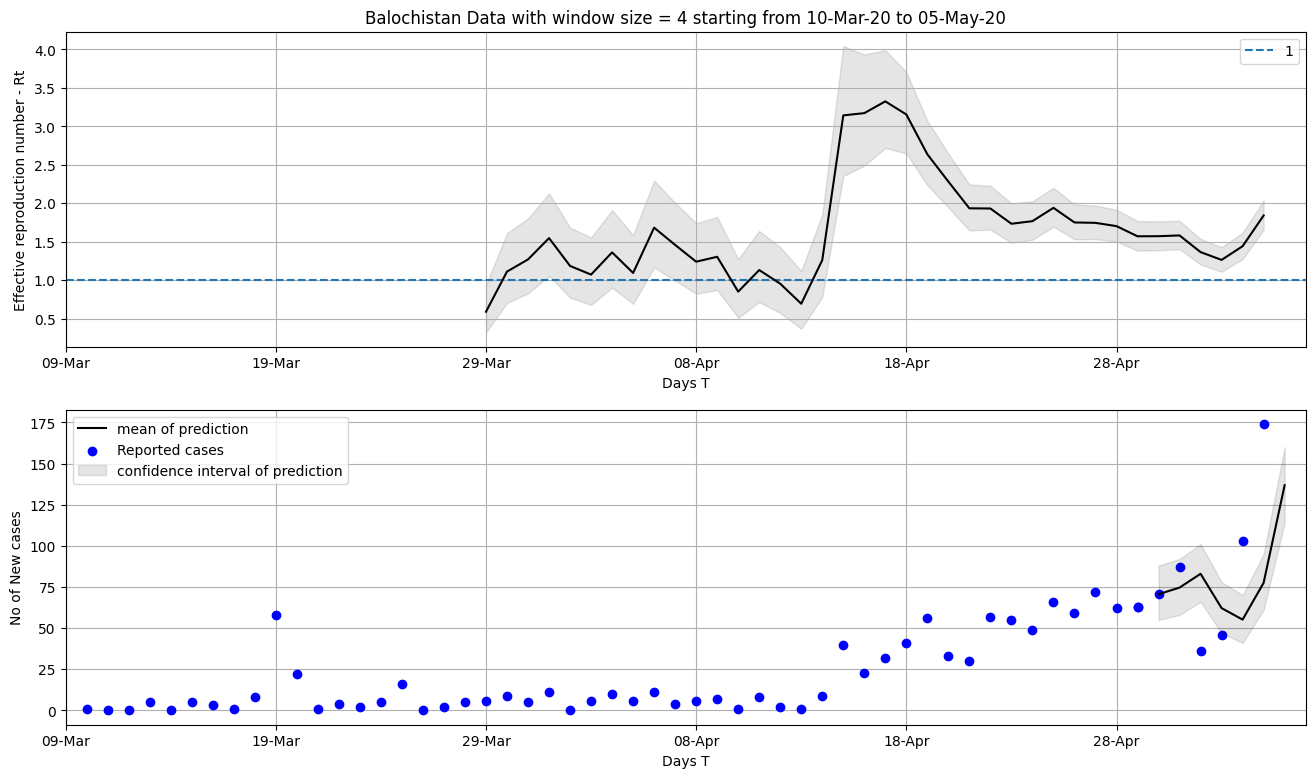 Balochistan Data with window size = 4 starting from 10-Mar-20 to 05-May-20
Effective reproduction number - Rt
4.0
3.5
3.0
2.5
2.0
1.5
1.0
0.5
1
09-Mar
19-Mar
29-Mar
08-Apr
18-Apr
28-Apr
Days T
No of New cases
175
150
125
100
75
50
25
0
mean of prediction
Reported cases
confidence interval of prediction
09-Mar
19-Mar
29-Mar
08-Apr
18-Apr
28-Apr
Days T